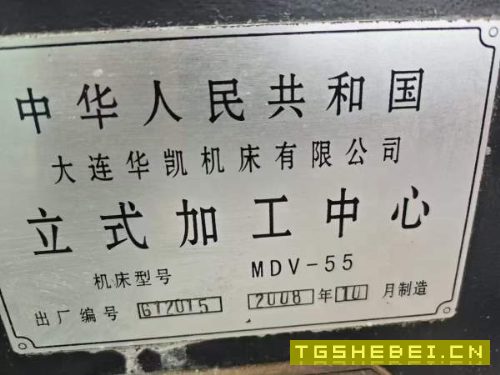 中华人民共和国
大连华凯机床有限公司
立式加工中心
机床型号 MDV-55
出厂编号 GT2015 2008 年 10 月制造
TGSHEBEI.CN